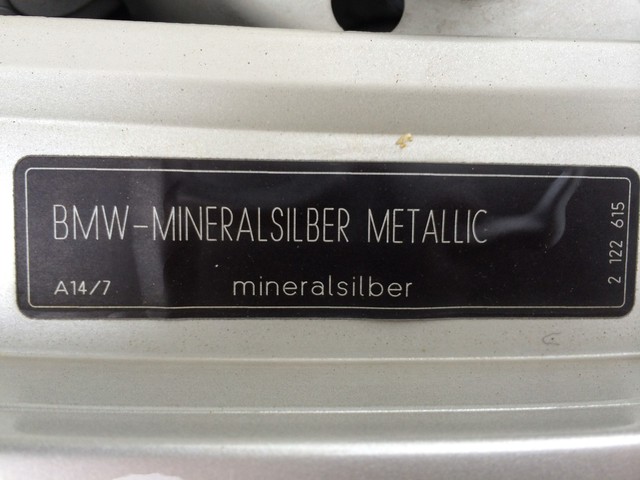 BMW-MINERALSILBER METALLIC
A14/7 mineralsilber
2 122 615